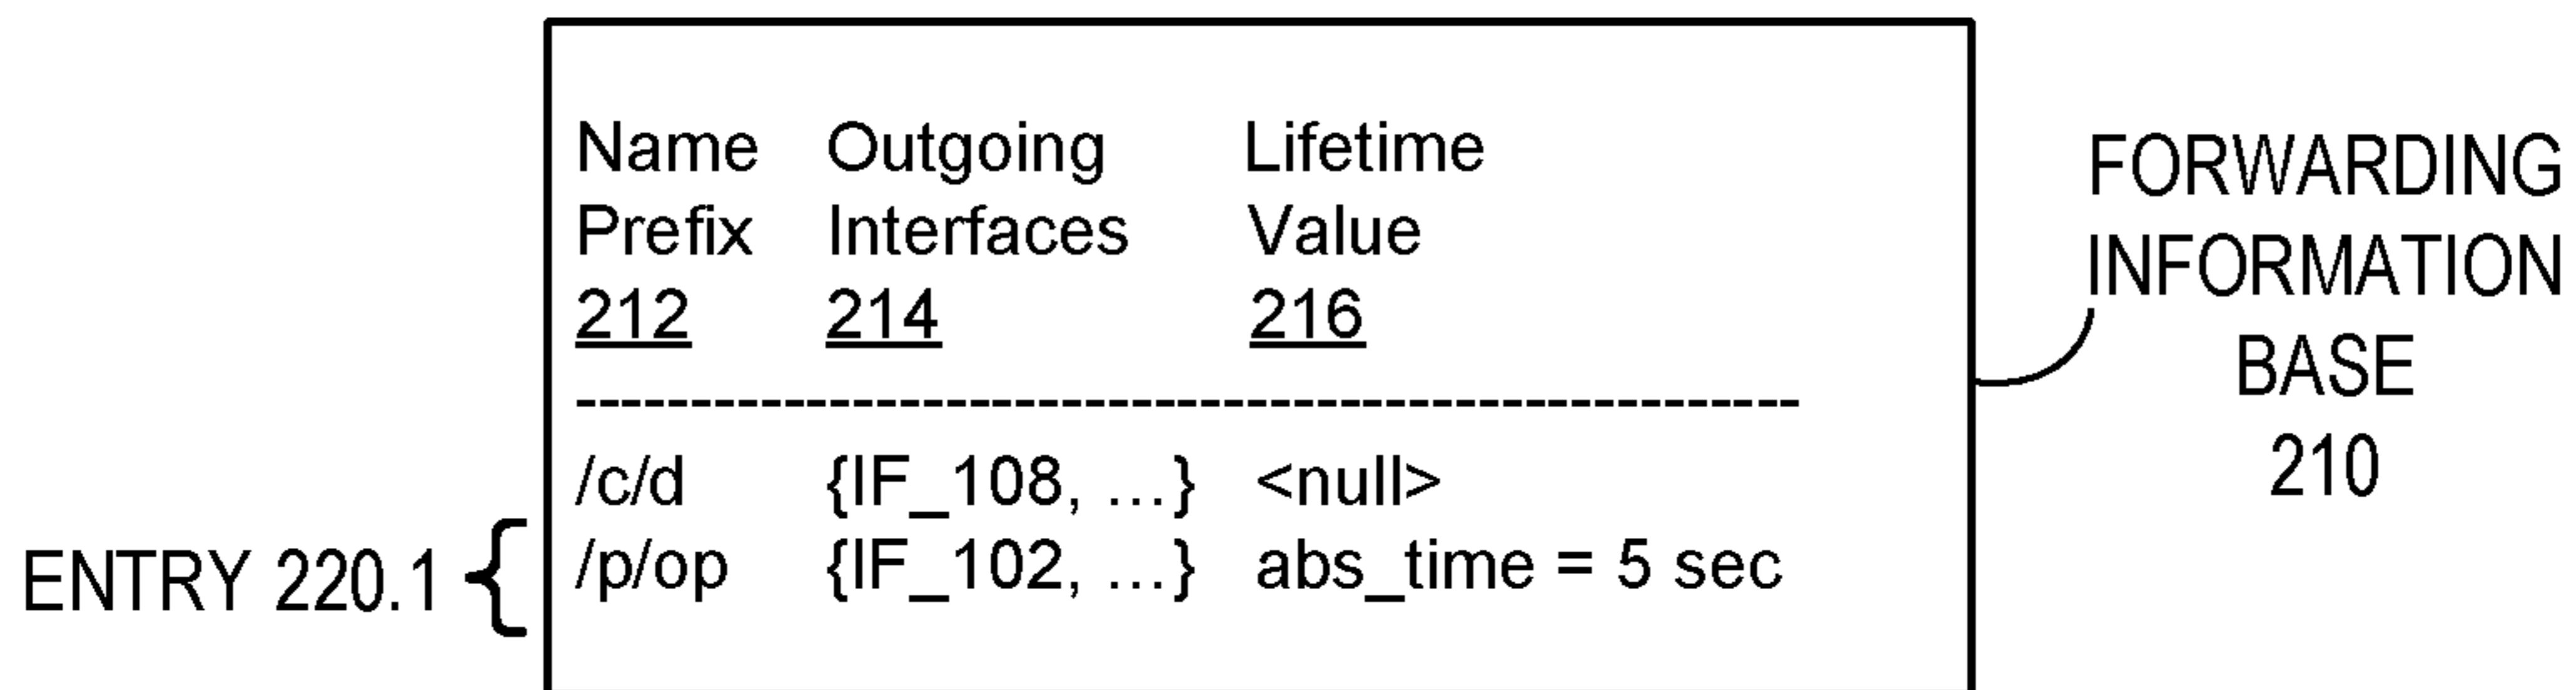 Name Outgoing Lifetime
Prefix Interfaces Value
212 214 216
-----------------------------------------------------
/c/d {IF_108, ...} <null>
/p/op {IF_102, ...} abs_time = 5 sec
ENTRY 220.1
FORWARDING
INFORMATION
BASE
210